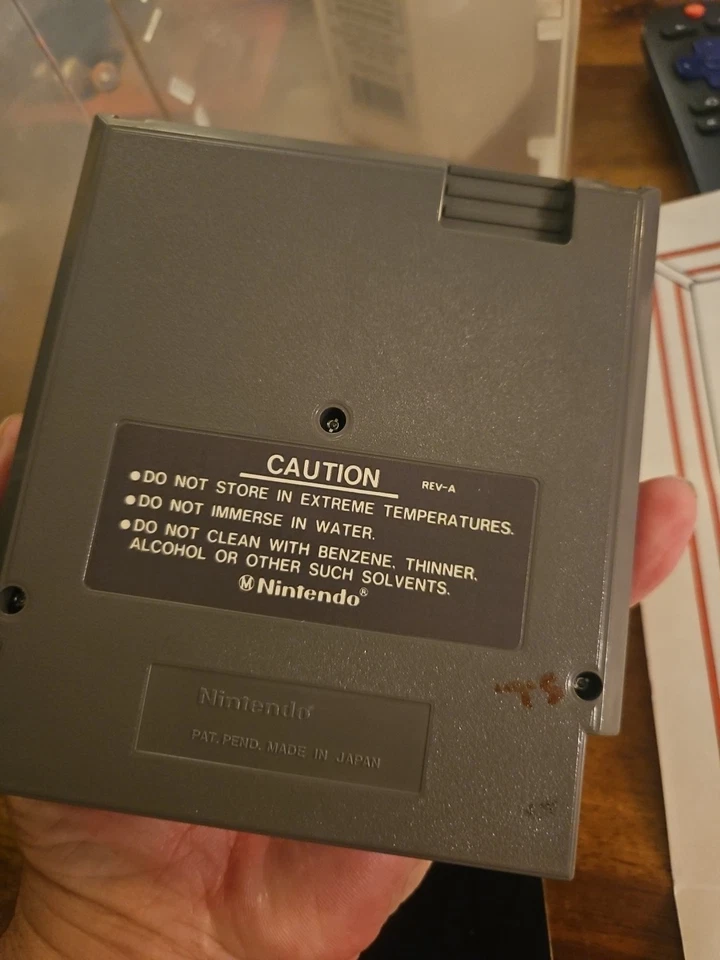 CAUTION REV-A
●DO NOT STORE IN EXTREME TEMPERATURES.
●DO NOT IMMERSE IN WATER.
●DO NOT CLEAN WITH BENZENE, THINNER,
ALCOHOL OR OTHER SUCH SOLVENTS.
Ⓜ Nintendo®
Nintendo®
PAT. PEND. MADE IN JAPAN